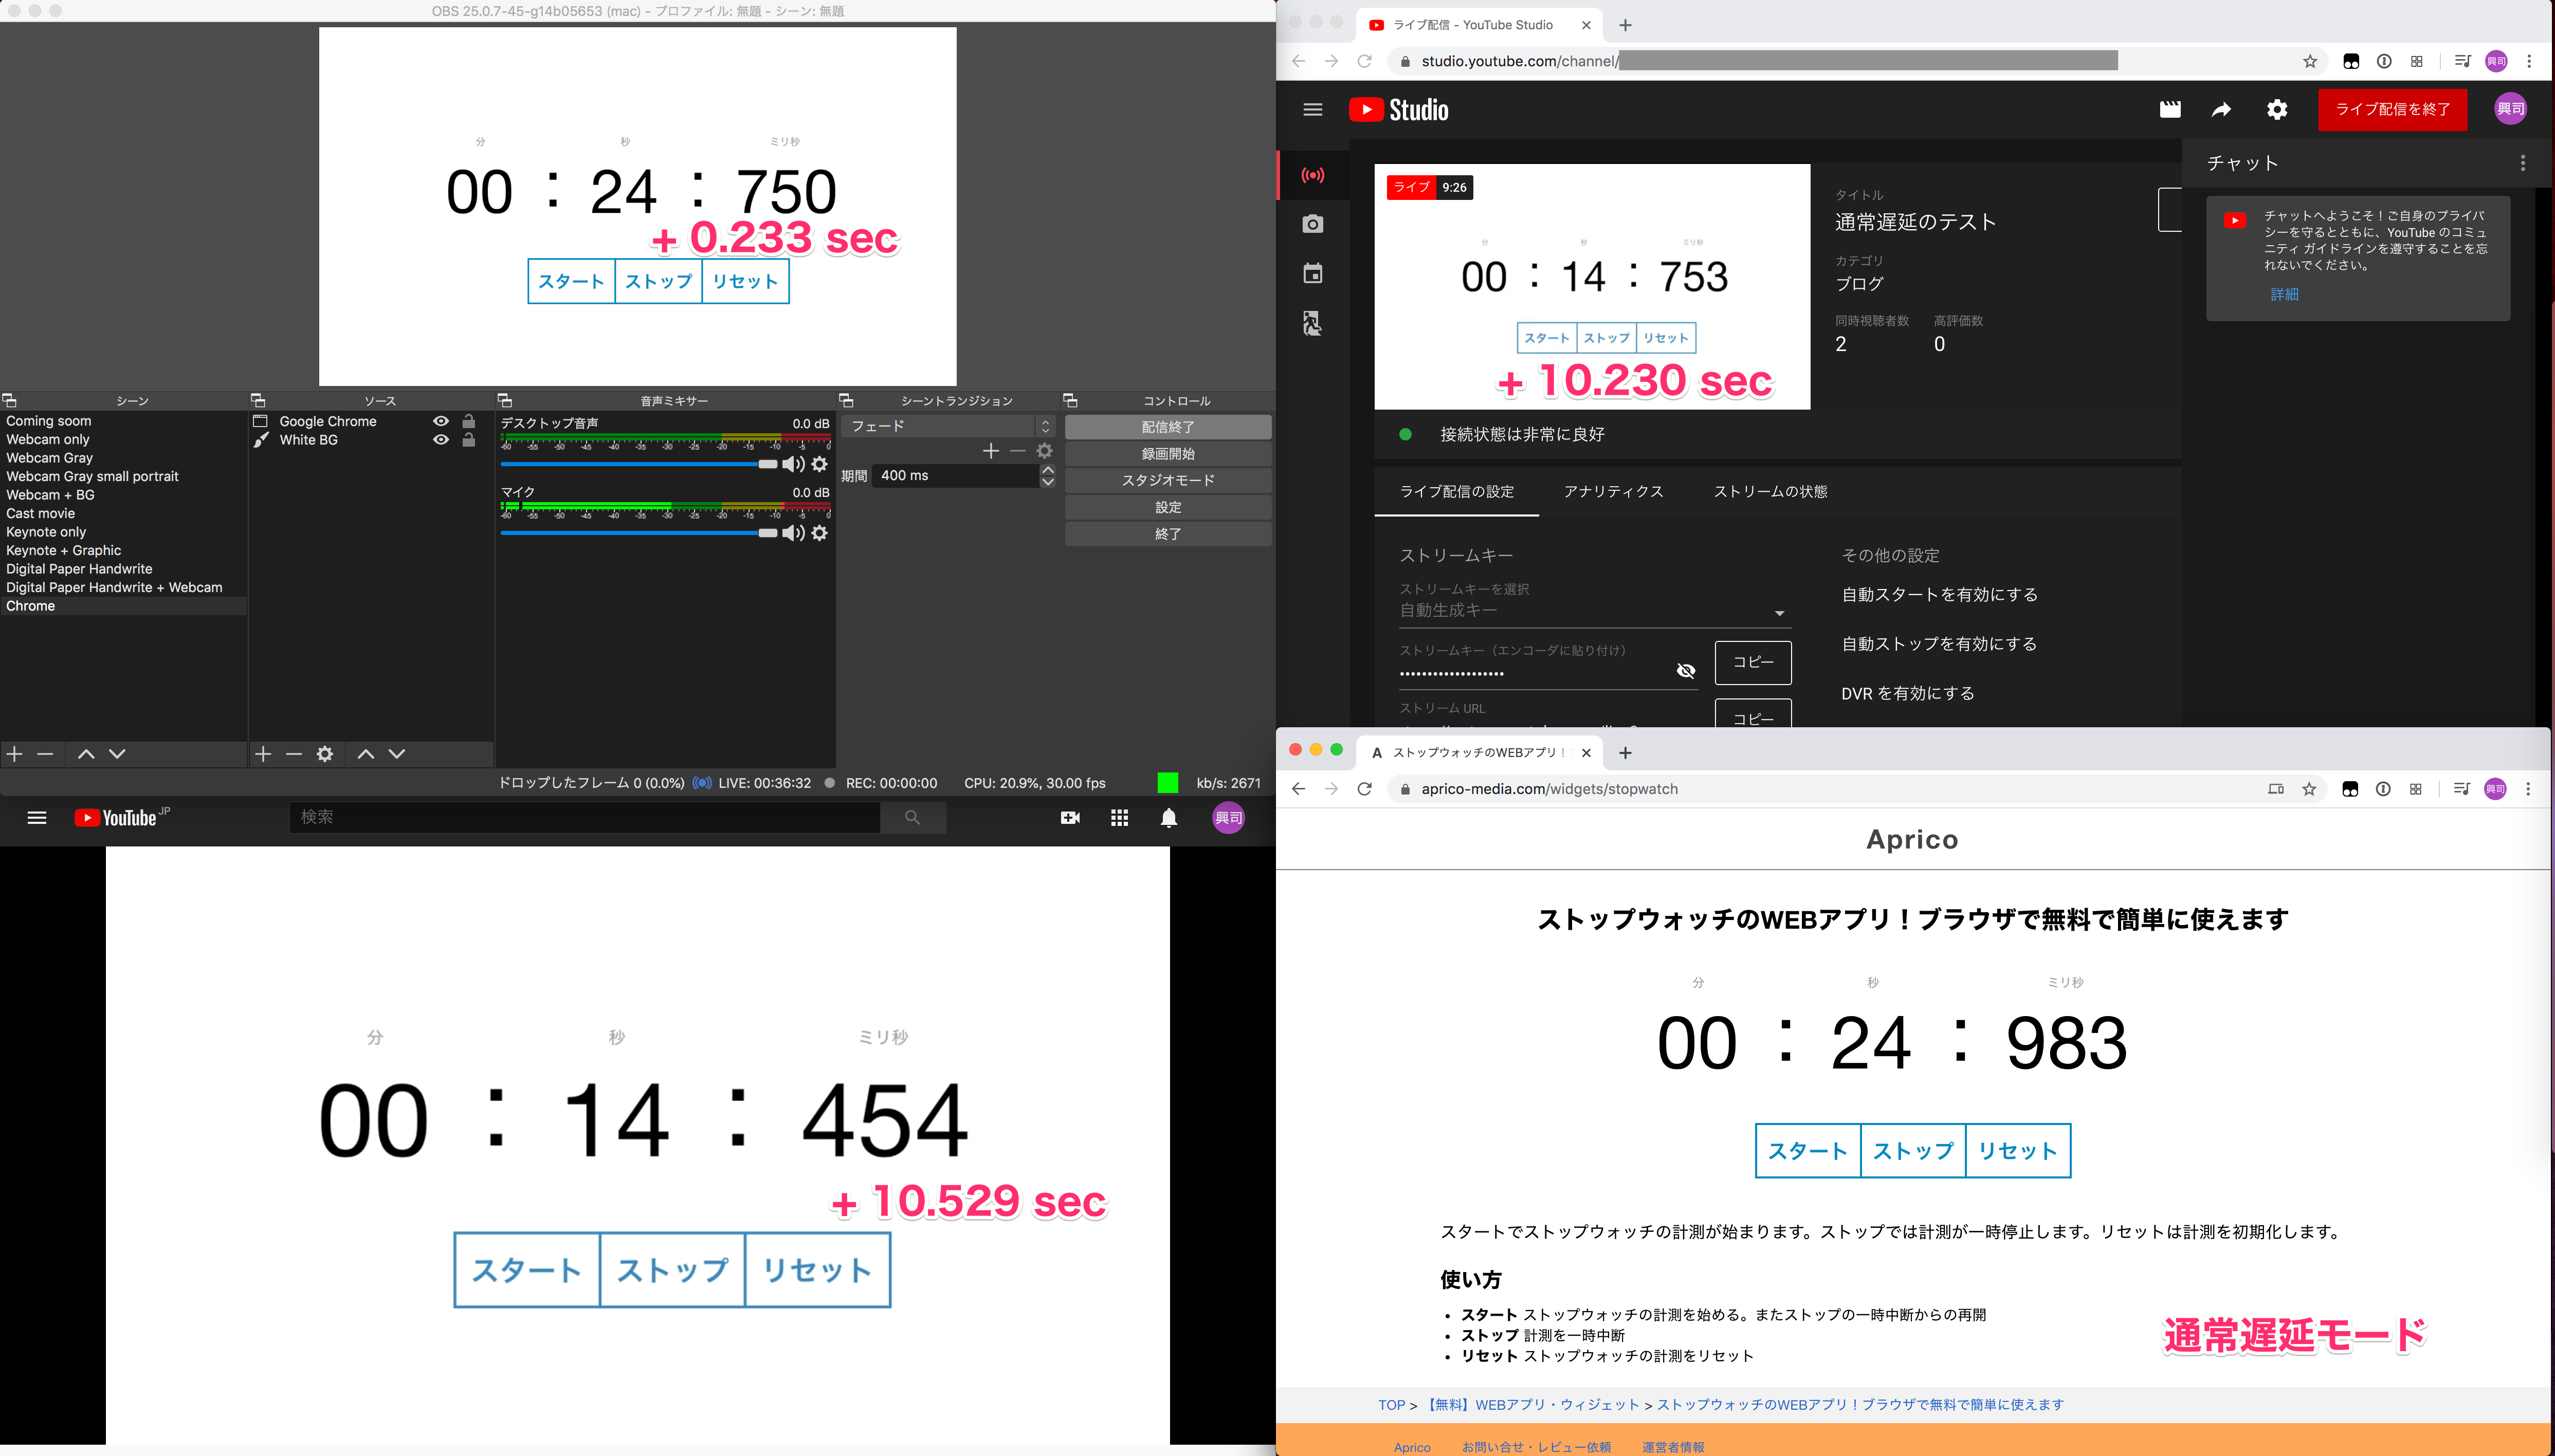 OBS 25.0.7-45-g14b05653 (mac) - プロファイル: 無題 - シーン: 無題
分 秒 ミリ秒
00 : 24 : 750
+ 0.233 sec
スタート ストップ リセット
シーン
Coming soom
Webcam only
Webcam Gray
Webcam Gray small portrait
Webcam + BG
Cast movie
Keynote only
Keynote + Graphic
Digital Paper Handwrite
Digital Paper Handwrite + Webcam
Chrome
ソース
Google Chrome
White BG
音声ミキサー
デスクトップ音声 0.0 dB
-60 -55 -50 -45 -40 -35 -30 -25 -20 -15 -10 -5 0
マイク 0.0 dB
-60 -55 -50 -45 -40 -35 -30 -25 -20 -15 -10 -5 0
シーントランジション
フェード
期間 400 ms
コントロール
配信終了
録画開始
スタジオモード
設定
終了
ドロップしたフレーム 0 (0.0%) LIVE: 00:36:32 REC: 00:00:00 CPU: 20.9%, 30.00 fps kb/s: 2671
YouTube JP 検索 興司
分 秒 ミリ秒
00 : 14 : 454
+ 10.529 sec
スタート ストップ リセット
ライブ配信 - YouTube Studio
studio.youtube.com/channel/
興司
Studio ライブ配信を終了 興司
ライブ 9:26
分 秒 ミリ秒
00 : 14 : 753
スタート ストップ リセット
+ 10.230 sec
タイトル
通常遅延のテスト
カテゴリ
ブログ
同時視聴者数 高評価数
2 0
チャット
チャットへようこそ！ご自身のプライバ
シーを守るとともに、YouTube のコミュ
ニティ ガイドラインを遵守することを忘
れないでください。
詳細
接続状態は非常に良好
ライブ配信の設定 アナリティクス ストリームの状態
ストリームキー
ストリームキーを選択
自動生成キー
ストリームキー（エンコーダに貼り付け）
•••••••••••••••••••
コピー
ストリーム URL
コピー
その他の設定
自動スタートを有効にする
自動ストップを有効にする
DVR を有効にする
A ストップウォッチのWEBアプリ！
aprico-media.com/widgets/stopwatch
興司
Aprico
ストップウォッチのWEBアプリ！ブラウザで無料で簡単に使えます
分 秒 ミリ秒
00 : 24 : 983
スタート ストップ リセット
スタートでストップウォッチの計測が始まります。ストップでは計測が一時停止します。リセットは計測を初期化します。
使い方
• スタート ストップウォッチの計測を始める。またストップの一時中断からの再開
• ストップ 計測を一時中断
• リセット ストップウォッチの計測をリセット
通常遅延モード
TOP > 【無料】WEBアプリ・ウィジェット > ストップウォッチのWEBアプリ！ブラウザで無料で簡単に使えます
Aprico お問い合せ・レビュー依頼 運営者情報